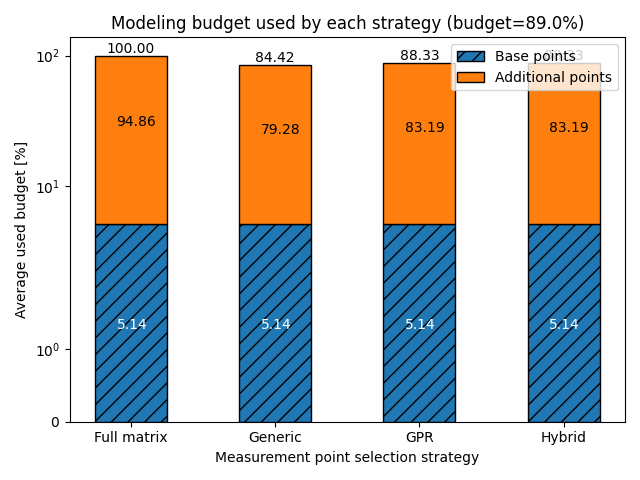 Modeling budget used by each strategy (budget=89.0%)
Base points
Additional points
100.00
84.42
88.33
94.86
79.28
83.19
83.19
5.14
5.14
5.14
5.14
10²
10¹
10⁰
0
Average used budget [%]
Full matrix
Generic
GPR
Hybrid
Measurement point selection strategy